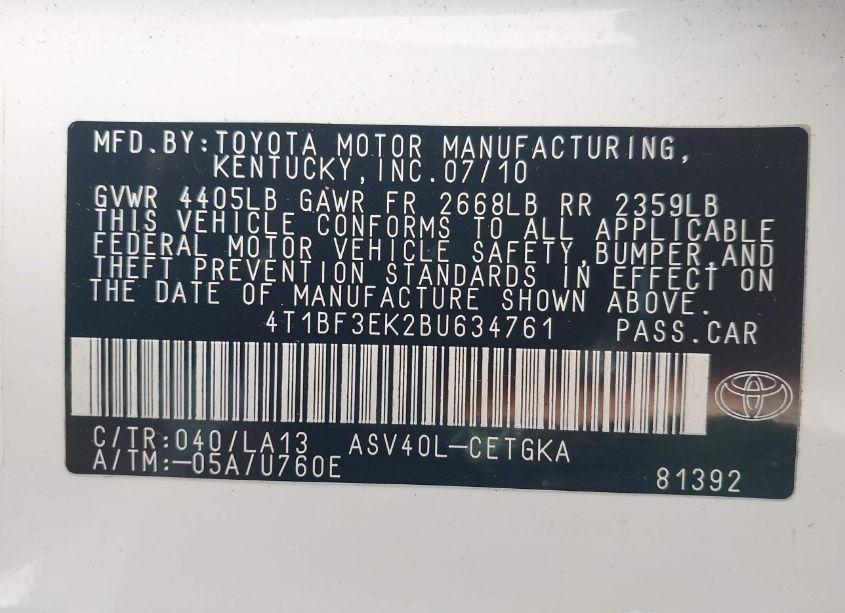 MFD.BY:TOYOTA MOTOR MANUFACTURING,
KENTUCKY,INC.07/10
GVWR 4405LB GAWR FR 2668LB RR 2359LB
THIS VEHICLE CONFORMS TO ALL APPLICABLE
FEDERAL MOTOR VEHICLE SAFETY,BUMPER,AND
THEFT PREVENTION STANDARDS IN EFFECT ON
THE DATE OF MANUFACTURE SHOWN ABOVE.
4T1BF3EK2BU634761 PASS.CAR
C/TR:040/LA13 ASV40L-CETGKA
A/TM:-05A/U760E
81392